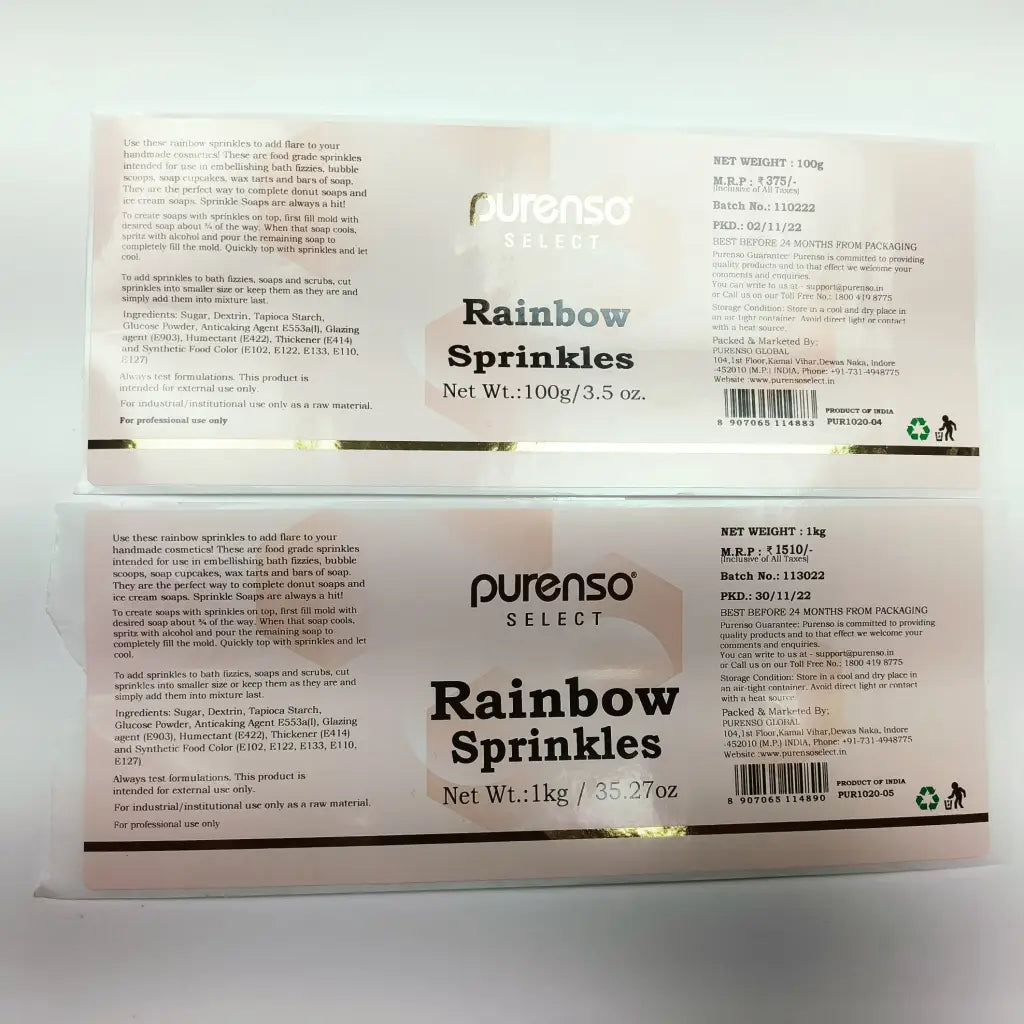 Use these rainbow sprinkles to add flare to your
handmade cosmetics! These are food grade sprinkles
intended for use in embellishing bath fizzies, bubble
scoops, soap cupcakes, wax tarts and bars of soap.
They are the perfect way to complete donut soaps and
ice cream soaps. Sprinkle Soaps are always a hit!
To create soaps with sprinkles on top, first fill mold with
desired soap about ¾ of the way. When that soap cools,
spritz with alcohol and pour the remaining soap to
completely fill the mold. Quickly top with sprinkles and let
cool.
To add sprinkles to bath fizzies, soaps and scrubs, cut
sprinkles into smaller size or keep them as they are and
simply add them into mixture last.
Ingredients: Sugar, Dextrin, Tapioca Starch,
Glucose Powder, Anticaking Agent E553a(I), Glazing
agent (E903), Humectant (E422), Thickener (E414)
and Synthetic Food Color (E102, E122, E133, E110,
E127)
Always test formulations. This product is
intended for external use only.
For industrial/institutional use only as a raw material.
For professional use only
purenso®
SELECT
Rainbow
Sprinkles
Net Wt.:100g/3.5 oz.
NET WEIGHT : 100g
M.R.P : ₹ 375/-
(Inclusive of All Taxes)
Batch No.: 110222
PKD.: 02/11/22
BEST BEFORE 24 MONTHS FROM PACKAGING
Purenso Guarantee: Purenso is committed to providing
quality products and to that effect we welcome your
comments and enquiries.
You can write to us at - support@purenso.in
or Call us on our Toll Free No.: 1800 419 8775
Storage Condition: Store in a cool and dry place in
an air-tight container. Avoid direct light or contact
with a heat source.
Packed & Marketed By:
PURENSO GLOBAL
104,1st Floor,Kamal Vihar,Dewas Naka, Indore
-452010 (M.P.) INDIA, Phone: +91-731-4948775
Website :www.purensoselect.in
8 907065 114883
PRODUCT OF INDIA
PUR1020-04
Use these rainbow sprinkles to add flare to your
handmade cosmetics! These are food grade sprinkles
intended for use in embellishing bath fizzies, bubble
scoops, soap cupcakes, wax tarts and bars of soap.
They are the perfect way to complete donut soaps and
ice cream soaps. Sprinkle Soaps are always a hit!
To create soaps with sprinkles on top, first fill mold with
desired soap about ¾ of the way. When that soap cools,
spritz with alcohol and pour the remaining soap to
completely fill the mold. Quickly top with sprinkles and let
cool.
To add sprinkles to bath fizzies, soaps and scrubs, cut
sprinkles into smaller size or keep them as they are and
simply add them into mixture last.
Ingredients: Sugar, Dextrin, Tapioca Starch,
Glucose Powder, Anticaking Agent E553a(I), Glazing
agent (E903), Humectant (E422), Thickener (E414)
and Synthetic Food Color (E102, E122, E133, E110,
E127)
Always test formulations. This product is
intended for external use only.
For industrial/institutional use only as a raw material.
For professional use only
purenso®
SELECT
Rainbow
Sprinkles
Net Wt.:1kg / 35.27oz
NET WEIGHT : 1kg
M.R.P : ₹ 1510/-
(Inclusive of All Taxes)
Batch No.: 113022
PKD.: 30/11/22
BEST BEFORE 24 MONTHS FROM PACKAGING
Purenso Guarantee: Purenso is committed to providing
quality products and to that effect we welcome your
comments and enquiries.
You can write to us at - support@purenso.in
or Call us on our Toll Free No.: 1800 419 8775
Storage Condition: Store in a cool and dry place in
an air-tight container. Avoid direct light or contact
with a heat source.
Packed & Marketed By:
PURENSO GLOBAL
104,1st Floor,Kamal Vihar,Dewas Naka, Indore
-452010 (M.P.) INDIA, Phone: +91-731-4948775
Website :www.purensoselect.in
8 907065 114890
PRODUCT OF INDIA
PUR1020-05